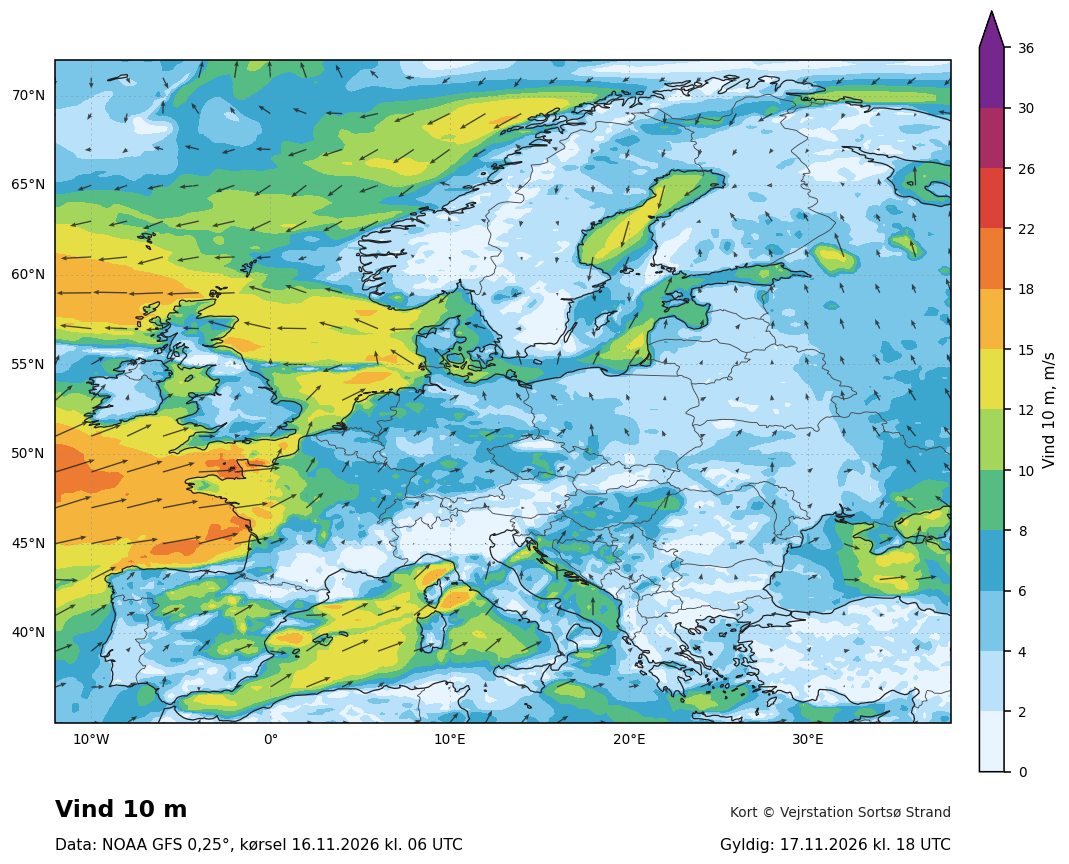 36
30
26
22
18
15
12
10
8
6
4
2
0
Vind 10 m, m/s
70°N
65°N
60°N
55°N
50°N
45°N
40°N
10°W
0°
10°E
20°E
30°E
Vind 10 m
Kort © Vejrstation Sortsø Strand
Data: NOAA GFS 0,25°, kørsel 16.11.2026 kl. 06 UTC
Gyldig: 17.11.2026 kl. 18 UTC